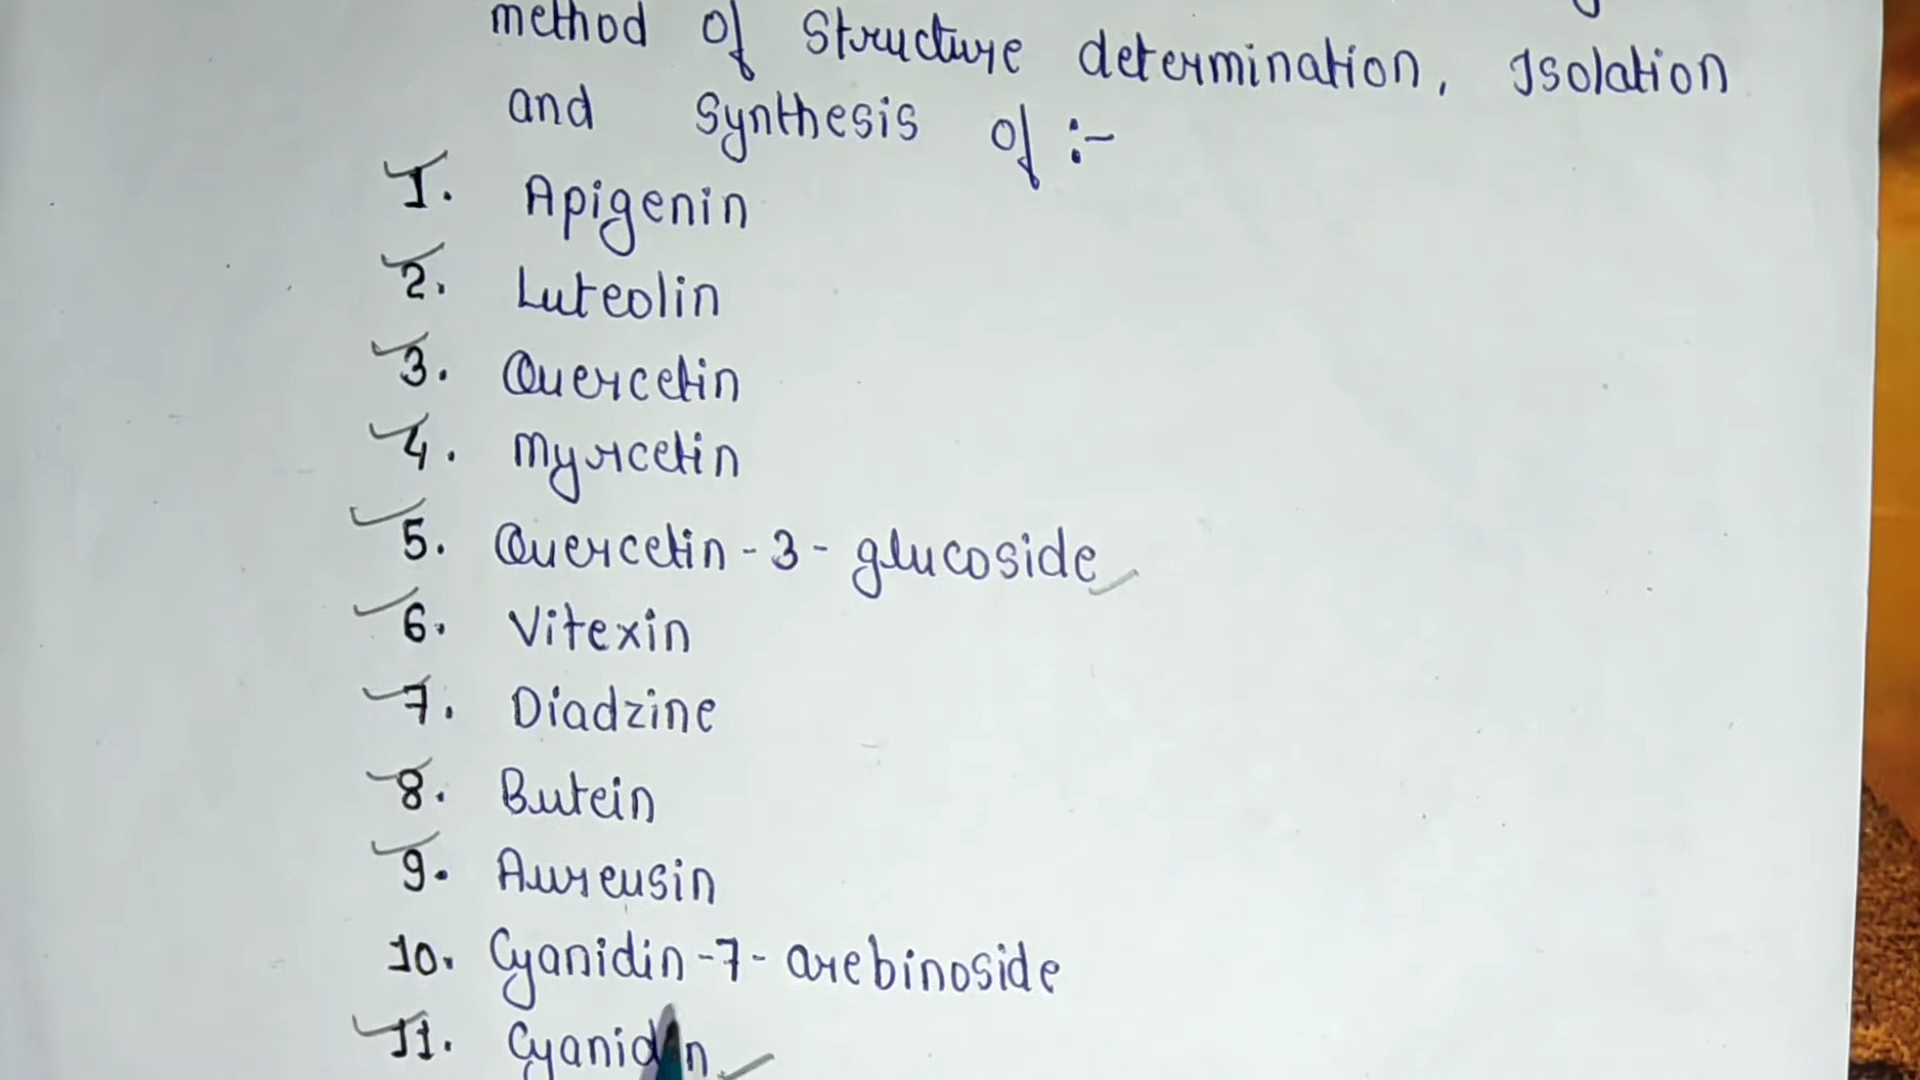 method of Structure determination, Isolation
and Synthesis of :-
1. Apigenin
2. Luteolin
3. Quercetin
4. Myrcetin
5. Quercetin-3-glucoside
6. Vitexin
7. Diadzine
8. Butein
9. Aureusin
10. Cyanidin-7-arebinoside
11. Cyanidin